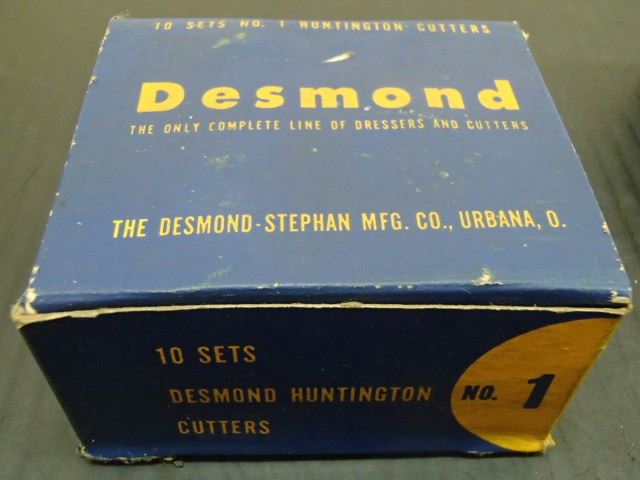 10 SETS NO. 1 HUNTINGTON CUTTERS
Desmond
THE ONLY COMPLETE LINE OF DRESSERS AND CUTTERS
THE DESMOND-STEPHAN MFG. CO., URBANA, O.
10 SETS
DESMOND HUNTINGTON
CUTTERS
NO. 1